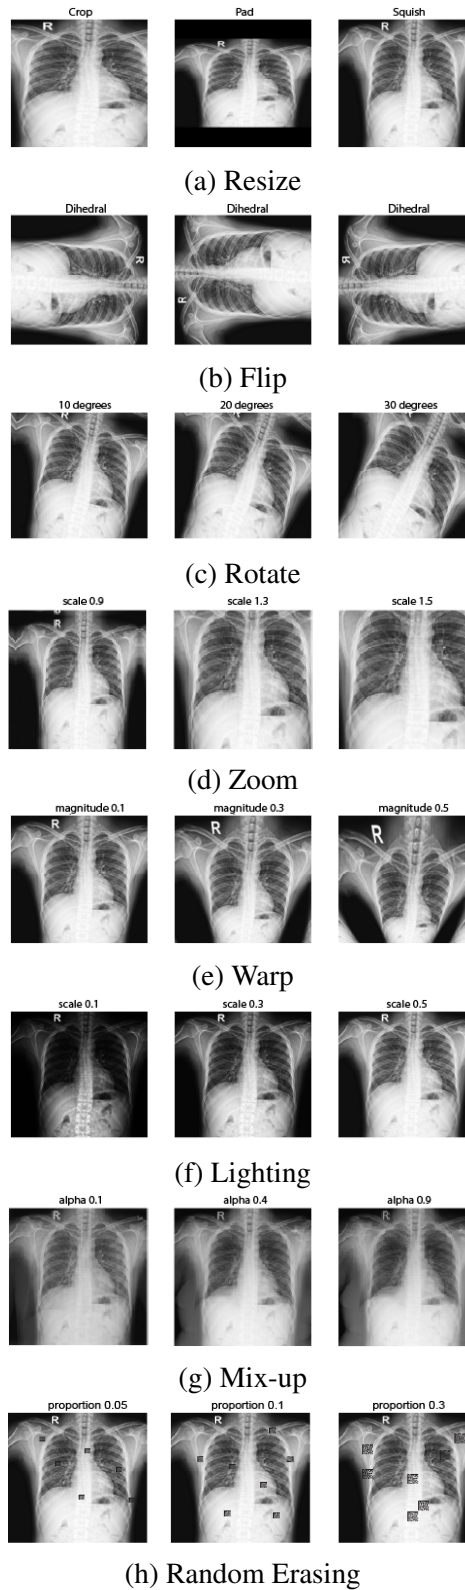 Crop Pad Squish
R R R
(a) Resize
Dihedral Dihedral Dihedral
R R R
(b) Flip
10 degrees 20 degrees 30 degrees
R R R
(c) Rotate
scale 0.9 scale 1.3 scale 1.5
R
(d) Zoom
magnitude 0.1 magnitude 0.3 magnitude 0.5
R R R
(e) Warp
scale 0.1 scale 0.3 scale 0.5
R R R
(f) Lighting
alpha 0.1 alpha 0.4 alpha 0.9
R R R
(g) Mix-up
proportion 0.05 proportion 0.1 proportion 0.3
R R R
(h) Random Erasing